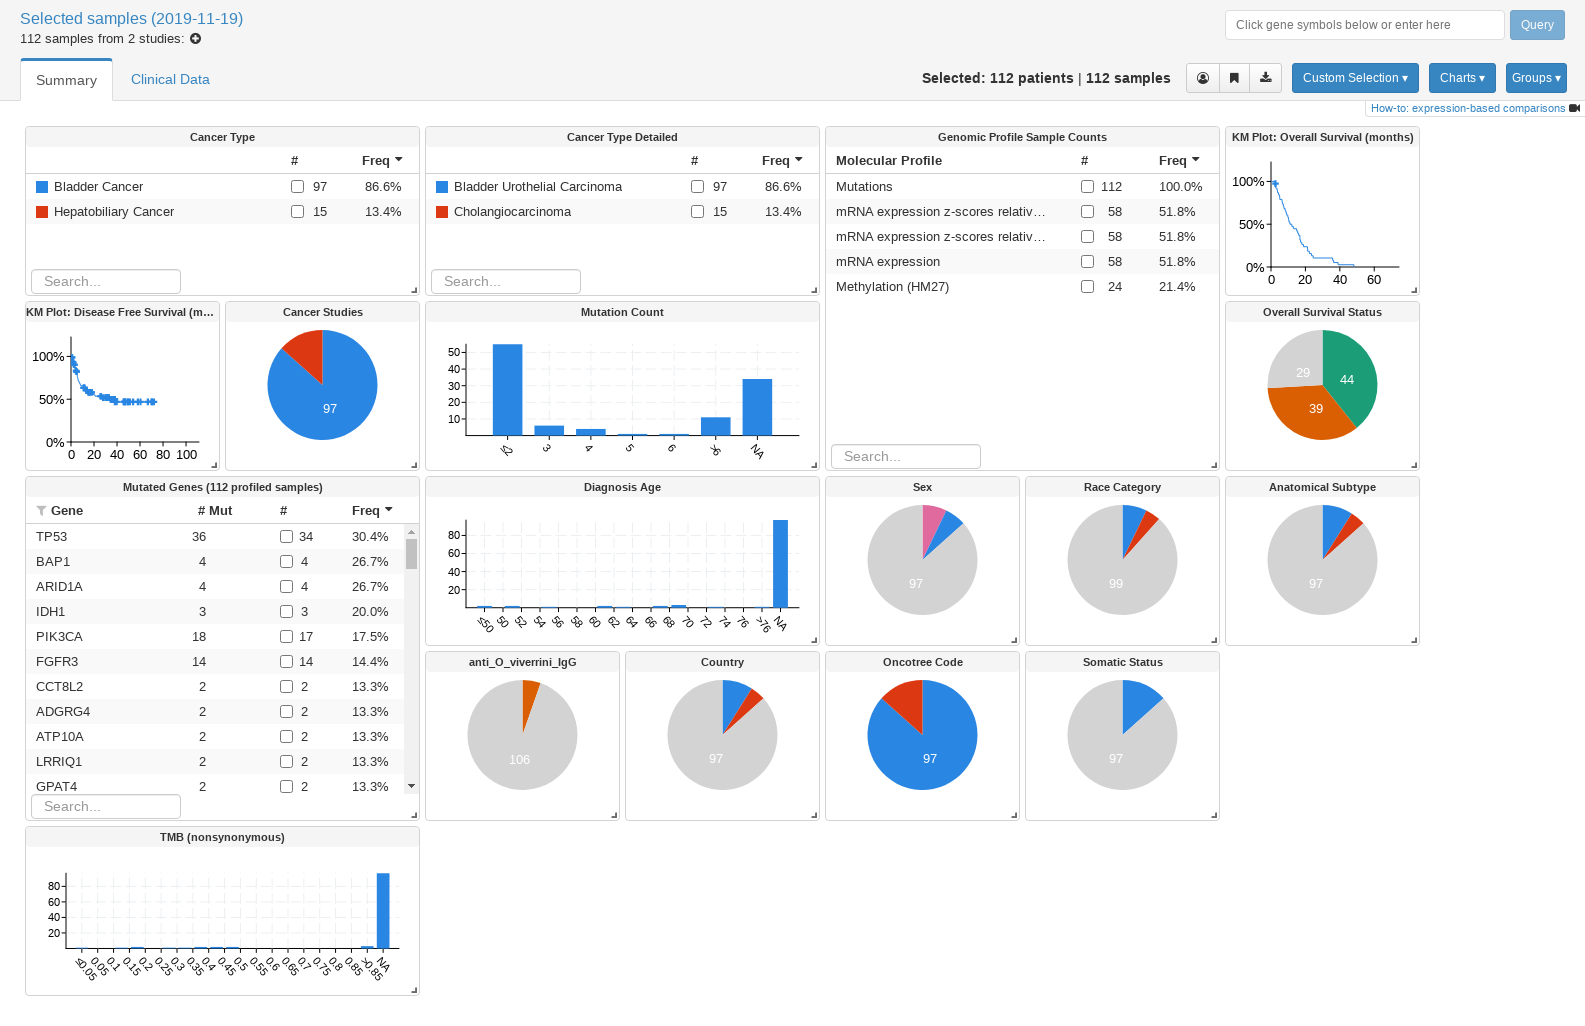 Selected samples (2019-11-19)
112 samples from 2 studies:
Click gene symbols below or enter here
Query
Summary
Clinical Data
Selected: 112 patients | 112 samples
Custom Selection ▾
Charts ▾
Groups ▾
How-to: expression-based comparisons
Cancer Type
# Freq
Bladder Cancer 97 86.6%
Hepatobiliary Cancer 15 13.4%
Search...
Cancer Type Detailed
# Freq
Bladder Urothelial Carcinoma 97 86.6%
Cholangiocarcinoma 15 13.4%
Search...
Genomic Profile Sample Counts
Molecular Profile # Freq
Mutations 112 100.0%
mRNA expression z-scores relativ… 58 51.8%
mRNA expression z-scores relativ… 58 51.8%
mRNA expression 58 51.8%
Methylation (HM27) 24 21.4%
Search...
KM Plot: Overall Survival (months)
100%
50%
0%
0 20 40 60
KM Plot: Disease Free Survival (m…
100%
50%
0%
0 20 40 60 80 100
Cancer Studies
97
Mutation Count
50
40
30
20
10
≤2 3 4 5 6 >6 NA
Overall Survival Status
29
44
39
Mutated Genes (112 profiled samples)
Gene # Mut # Freq
TP53 36 34 30.4%
BAP1 4 4 26.7%
ARID1A 4 4 26.7%
IDH1 3 3 20.0%
PIK3CA 18 17 17.5%
FGFR3 14 14 14.4%
CCT8L2 2 2 13.3%
ADGRG4 2 2 13.3%
ATP10A 2 2 13.3%
LRRIQ1 2 2 13.3%
GPAT4 2 2 13.3%
Search...
Diagnosis Age
80
60
40
20
≤50 50 52 54 56 58 60 62 64 66 68 70 72 74 76 >76 NA
Sex
97
Race Category
99
Anatomical Subtype
97
anti_O_viverrini_IgG
106
Country
97
Oncotree Code
97
Somatic Status
97
TMB (nonsynonymous)
80
60
40
20
≤0.05 0.05 0.1 0.15 0.2 0.25 0.3 0.35 0.4 0.45 0.5 0.55 0.6 0.65 0.7 0.75 0.8 0.85 >0.85 NA